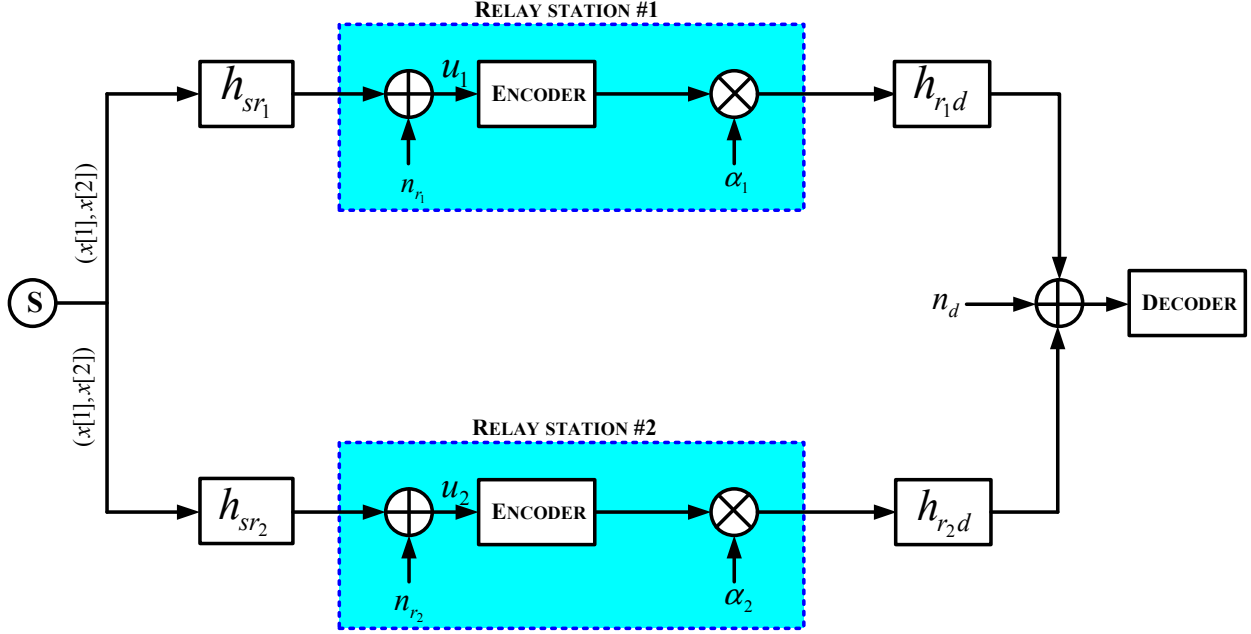 RELAY STATION #1
h_{sr_1}
u_1
ENCODER
n_{r_1}
α_1
h_{r_1d}
(x[1],x[2])
S
n_d
DECODER
(x[1],x[2])
RELAY STATION #2
h_{sr_2}
u_2
ENCODER
n_{r_2}
α_2
h_{r_2d}